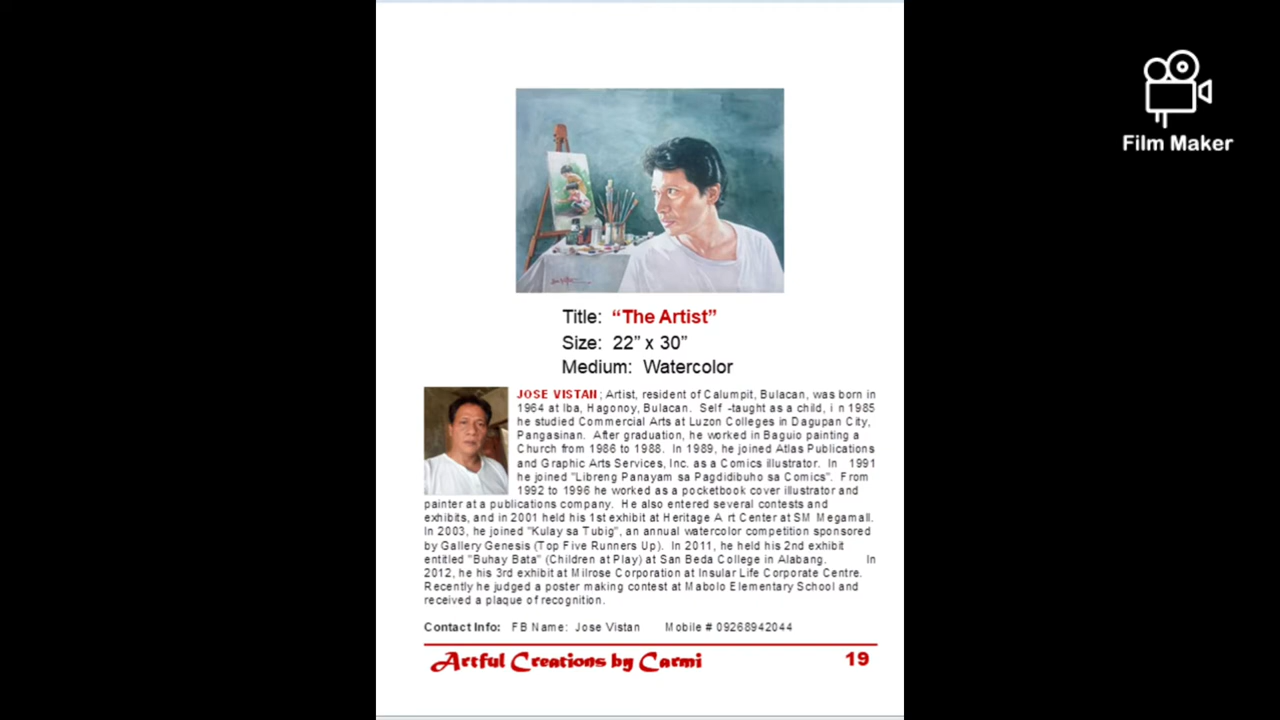 Film Maker
Title: “The Artist”
Size: 22” x 30”
Medium: Watercolor
JOSE VISTAN; Artist, resident of Calumpit, Bulacan, was born in
1964 at Iba, Hagonoy, Bulacan. Self -taught as a child, i n 1985
he studied Commercial Arts at Luzon Colleges in Dagupan City,
Pangasinan. After graduation, he worked in Baguio painting a
Church from 1986 to 1988. In 1989, he joined Atlas Publications
and Graphic Arts Services, Inc. as a Comics illustrator. In 1991
he joined "Libreng Panayam sa Pagdidibuho sa Comics". From
1992 to 1996 he worked as a pocketbook cover illustrator and
painter at a publications company. He also entered several contests and
exhibits, and in 2001 held his 1st exhibit at Heritage A rt Center at SM Megamall.
In 2003, he joined "Kulay sa Tubig", an annual watercolor competition sponsored
by Gallery Genesis (Top Five Runners Up). In 2011, he held his 2nd exhibit
entitled "Buhay Bata" (Children at Play) at San Beda College in Alabang. In
2012, he his 3rd exhibit at Milrose Corporation at Insular Life Corporate Centre.
Recently he judged a poster making contest at Mabolo Elementary School and
received a plaque of recognition.
Contact Info: FB Name: Jose Vistan Mobile # 09268942044
Artful Creations by Carmi 19